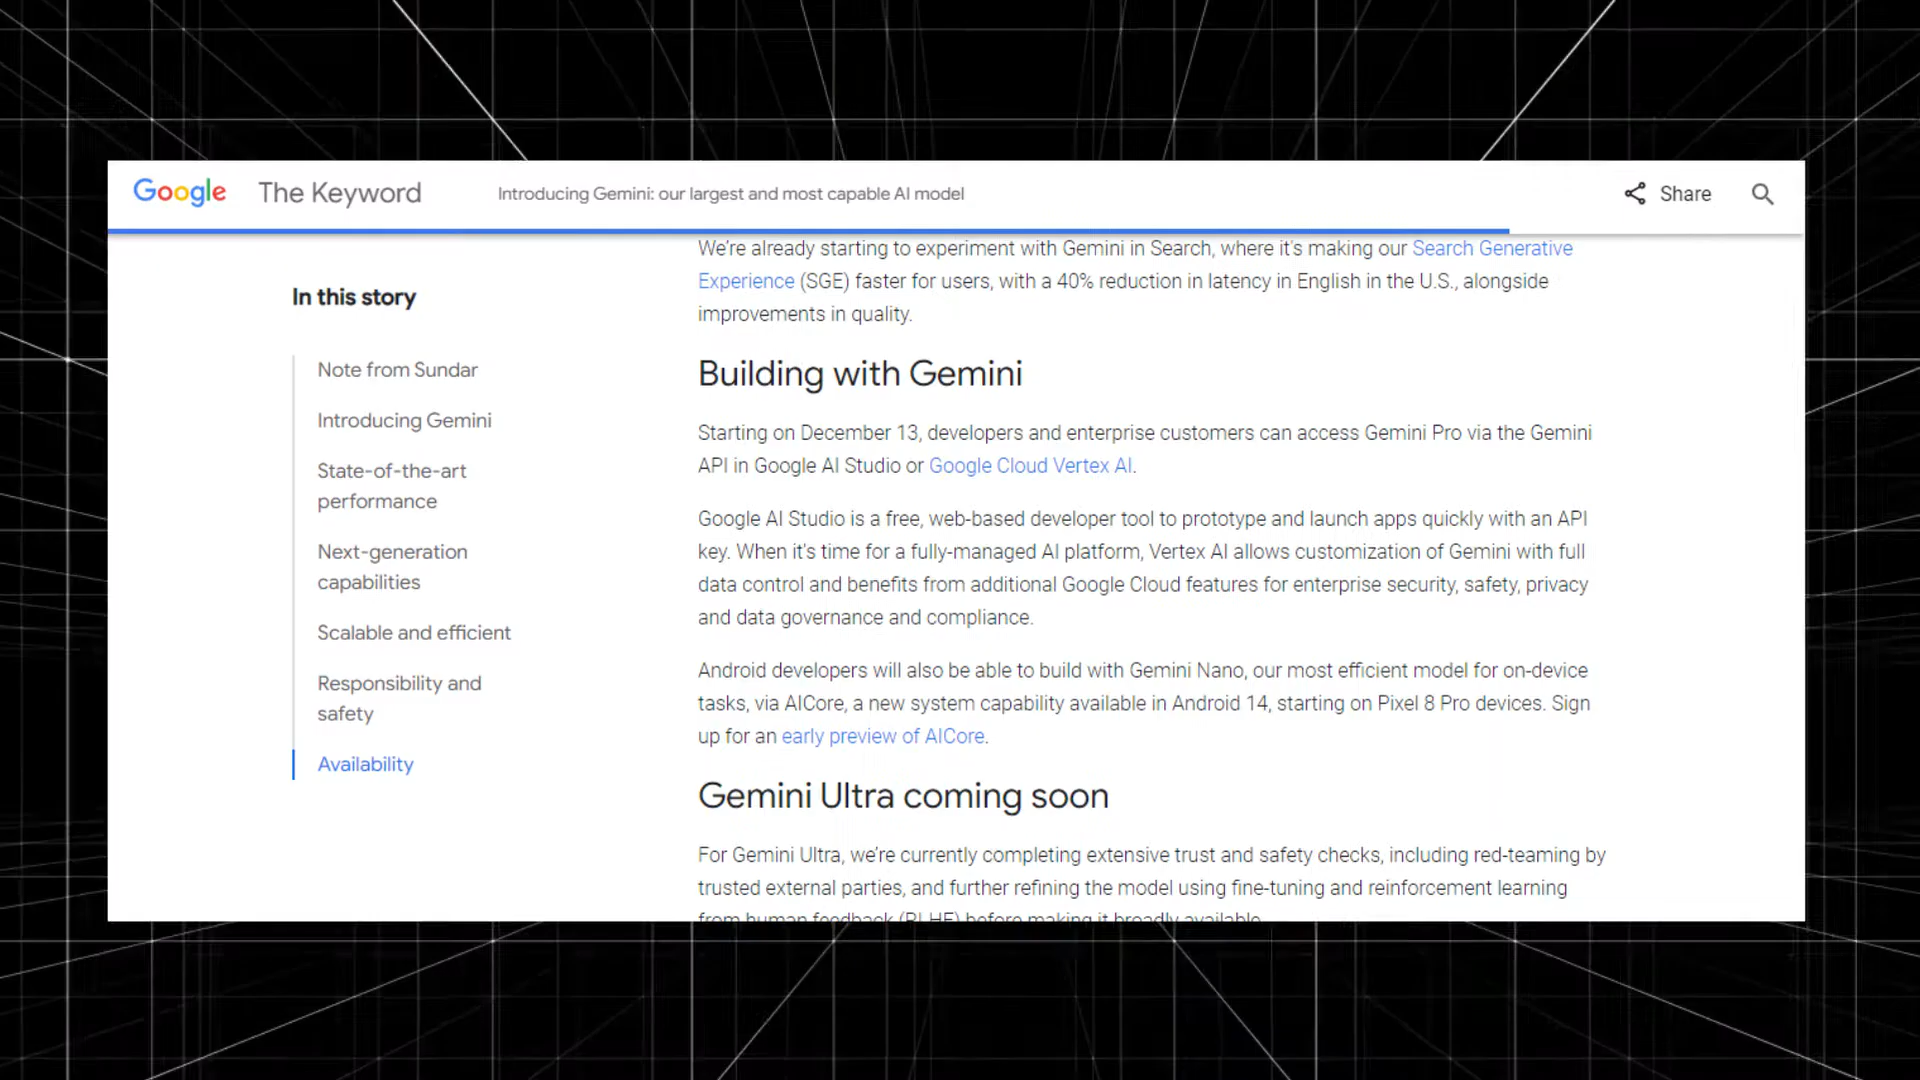 Google The Keyword Introducing Gemini: our largest and most capable AI model Share
In this story
Note from Sundar
Introducing Gemini
State-of-the-art
performance
Next-generation
capabilities
Scalable and efficient
Responsibility and
safety
Availability
We're already starting to experiment with Gemini in Search, where it's making our Search Generative
Experience (SGE) faster for users, with a 40% reduction in latency in English in the U.S., alongside
improvements in quality.
Building with Gemini
Starting on December 13, developers and enterprise customers can access Gemini Pro via the Gemini
API in Google AI Studio or Google Cloud Vertex AI.
Google AI Studio is a free, web-based developer tool to prototype and launch apps quickly with an API
key. When it's time for a fully-managed AI platform, Vertex AI allows customization of Gemini with full
data control and benefits from additional Google Cloud features for enterprise security, safety, privacy
and data governance and compliance.
Android developers will also be able to build with Gemini Nano, our most efficient model for on-device
tasks, via AICore, a new system capability available in Android 14, starting on Pixel 8 Pro devices. Sign
up for an early preview of AICore.
Gemini Ultra coming soon
For Gemini Ultra, we're currently completing extensive trust and safety checks, including red-teaming by
trusted external parties, and further refining the model using fine-tuning and reinforcement learning
from human feedback (RLHF) before making it broadly available.